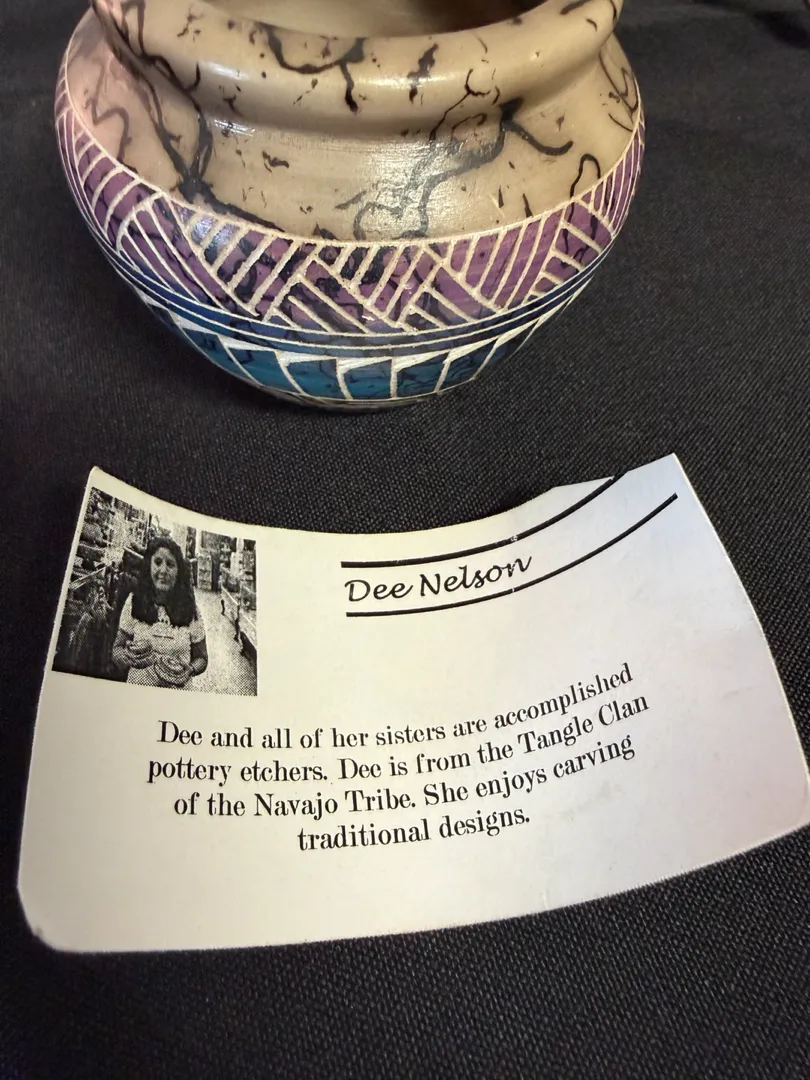 Dee Nelson
Dee and all of her sisters are accomplished
pottery etchers. Dee is from the Tangle Clan
of the Navajo Tribe. She enjoys carving
traditional designs.